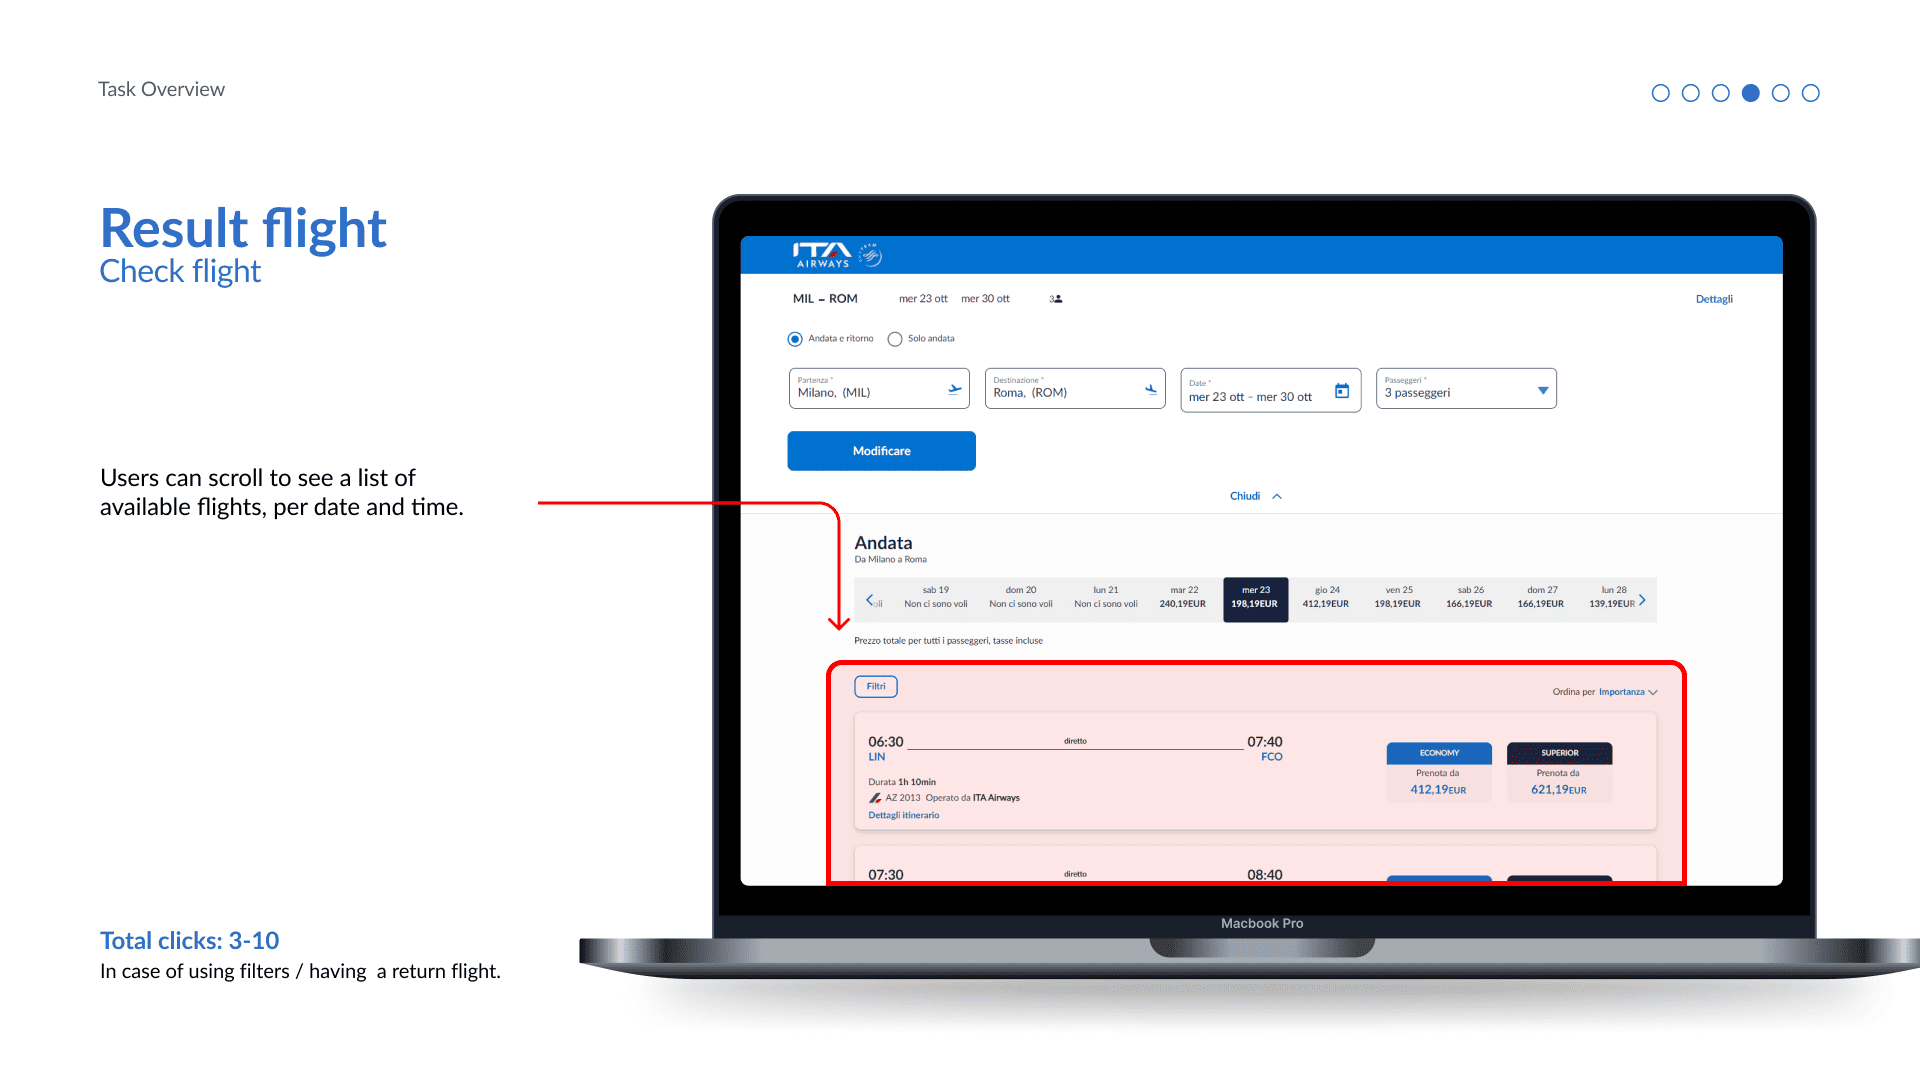 Task Overview
Result flight
Check flight
Users can scroll to see a list of
available flights, per date and time.
Total clicks: 3-10
In case of using filters / having  a return flight.
ITA
AIRWAYS
MIL – ROM mer 23 ott mer 30 ott 3 Dettagli
Andata e ritorno Solo andata
Partenza * Destinazione * Date * Passeggeri *
Milano, (MIL) Roma, (ROM) mer 23 ott - mer 30 ott 3 passeggeri
Modificare
Chiudi
Andata
Da Milano a Roma
sab 19 dom 20 lun 21 mar 22 mer 23 gio 24 ven 25 sab 26 dom 27 lun 28
oli Non ci sono voli Non ci sono voli Non ci sono voli 240,19EUR 198,19EUR 412,19EUR 198,19EUR 166,19EUR 166,19EUR 139,19EUR
Prezzo totale per tutti i passeggeri, tasse incluse
Filtri Ordina per Importanza
06:30 diretto 07:40
LIN FCO
ECONOMY SUPERIOR
Prenota da Prenota da
412,19EUR 621,19EUR
Durata 1h 10min
AZ 2013 Operato da ITA Airways
Dettagli itinerario
07:30 diretto 08:40
Macbook Pro